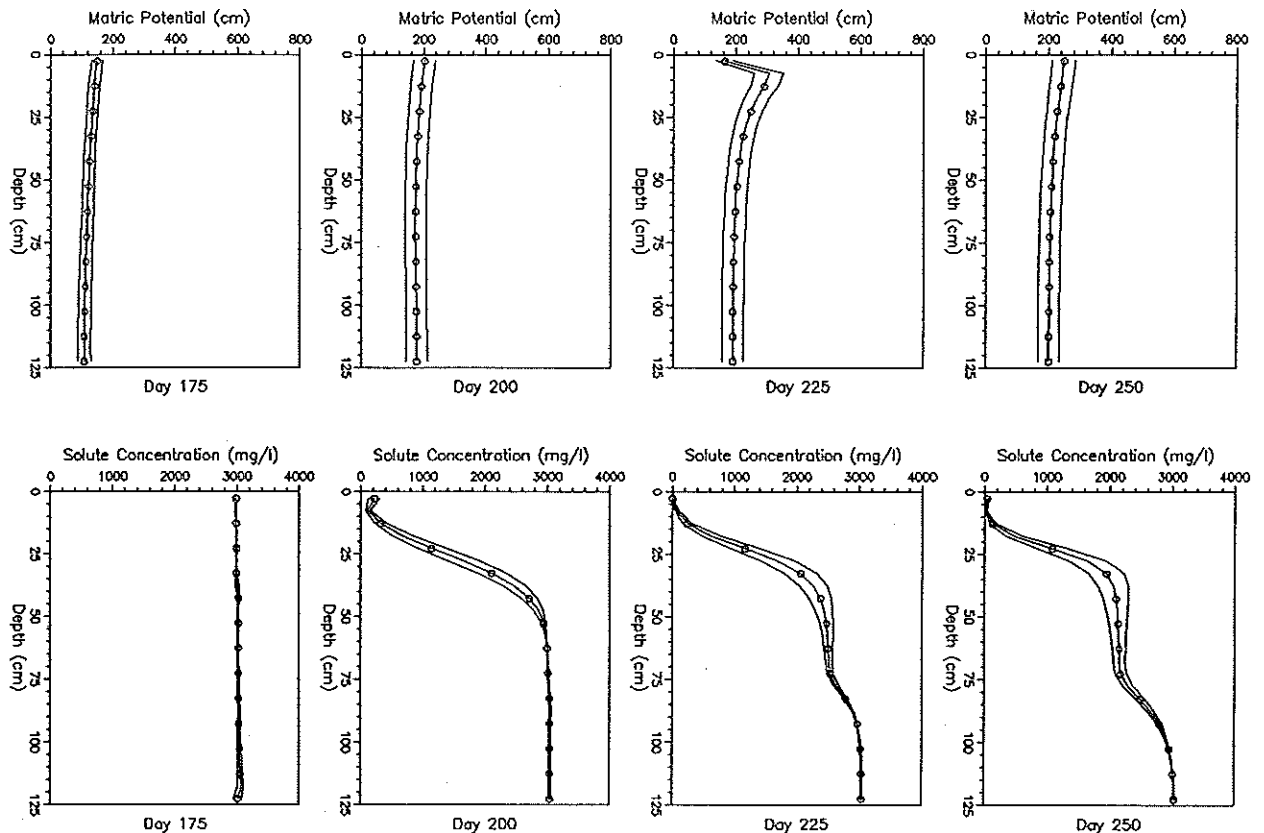 Matric Potential (cm) Matric Potential (cm) Matric Potential (cm) Matric Potential (cm)
0 200 400 600 800 0 200 400 600 800 0 200 400 600 800 0 200 400 600 800
0 25 50 75 100 125
Depth (cm)
0 25 50 75 100 125
Depth (cm)
0 25 50 75 100 125
Depth (cm)
0 25 50 75 100 125
Depth (cm)
Day 175 Day 200 Day 225 Day 250
Solute Concentration (mg/l) Solute Concentration (mg/l) Solute Concentration (mg/l) Solute Concentration (mg/l)
0 1000 2000 3000 4000 0 1000 2000 3000 4000 0 1000 2000 3000 4000 0 1000 2000 3000 4000
0 25 50 75 100 125
Depth (cm)
0 25 50 75 100 125
Depth (cm)
0 25 50 75 100 125
Depth (cm)
0 25 50 75 100 125
Depth (cm)
Day 175 Day 200 Day 225 Day 250